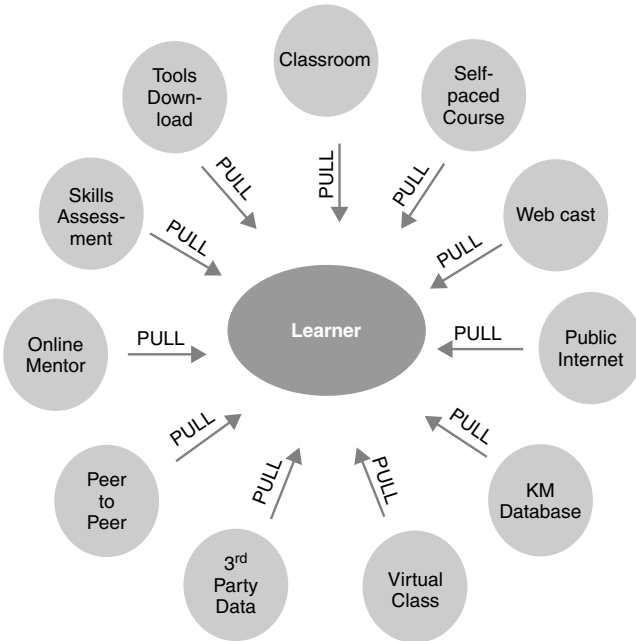 Classroom
Tools
Down-
load
Self-
paced
Course
PULL
PULL
PULL
Skills
Assess-
ment
PULL
PULL
Web cast
Learner
Online
Mentor
PULL
PULL
Public
Internet
Peer
to
Peer
PULL
PULL
KM
Database
PULL
PULL
3rd
Party
Data
Virtual
Class